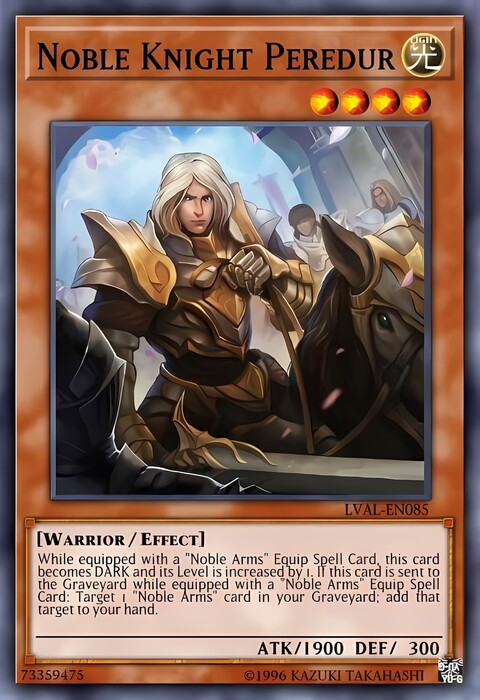 NOBLE KNIGHT PEREDUR 光
LVAL-EN085
[WARRIOR / EFFECT]
While equipped with a "Noble Arms" Equip Spell Card, this card
becomes DARK and its Level is increased by 1. If this card is sent to
the Graveyard while equipped with a "Noble Arms" Equip Spell
Card: Target 1 "Noble Arms" card in your Graveyard; add that
target to your hand.
ATK/1900 DEF/ 300
73359475 ©1996 KAZUKI TAKAHASHI